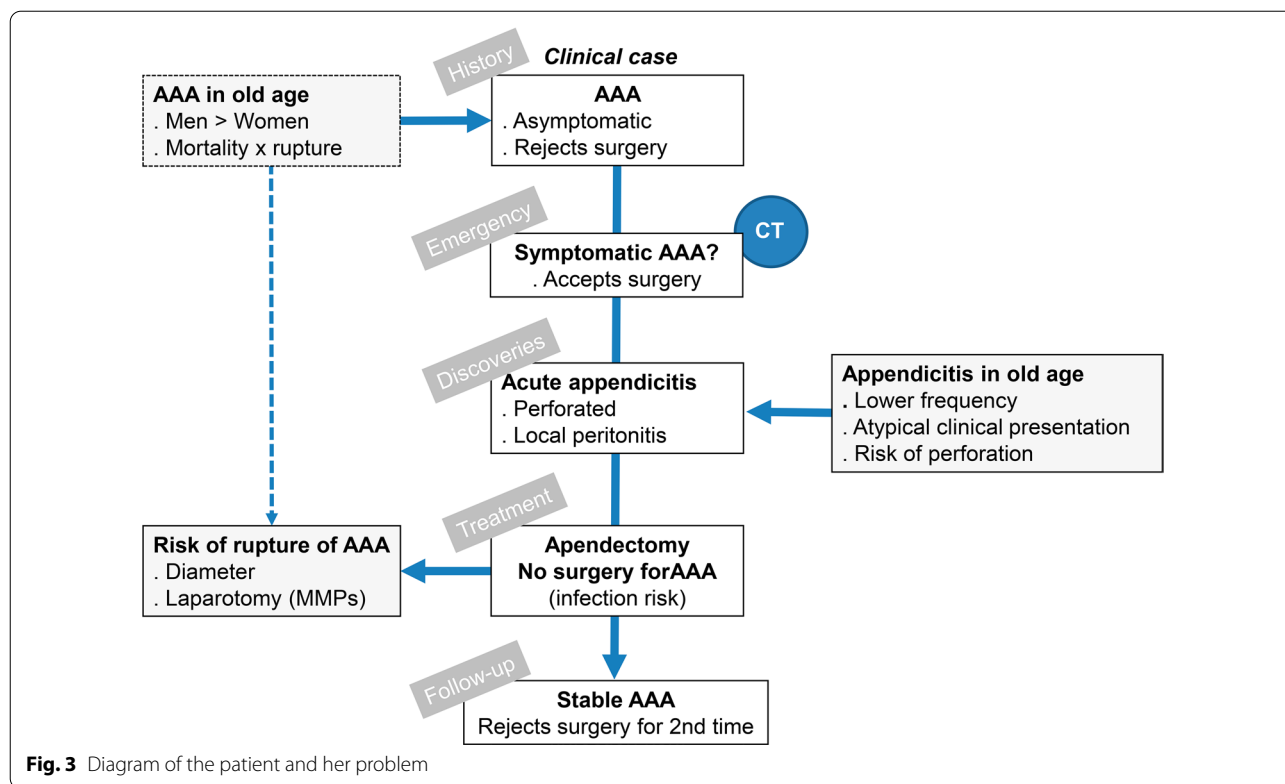 Clinical case
History
AAA in old age
. Men > Women
. Mortality x rupture
AAA
. Asymptomatic
. Rejects surgery
Emergency
CT
Symptomatic AAA?
. Accepts surgery
Discoveries
Acute appendicitis
. Perforated
. Local peritonitis
Appendicitis in old age
. Lower frequency
. Atypical clinical presentation
. Risk of perforation
Treatment
Risk of rupture of AAA
. Diameter
. Laparotomy (MMPs)
Apendectomy
No surgery forAAA
(infection risk)
Follow-up
Stable AAA
Rejects surgery for 2nd time
Fig. 3 Diagram of the patient and her problem